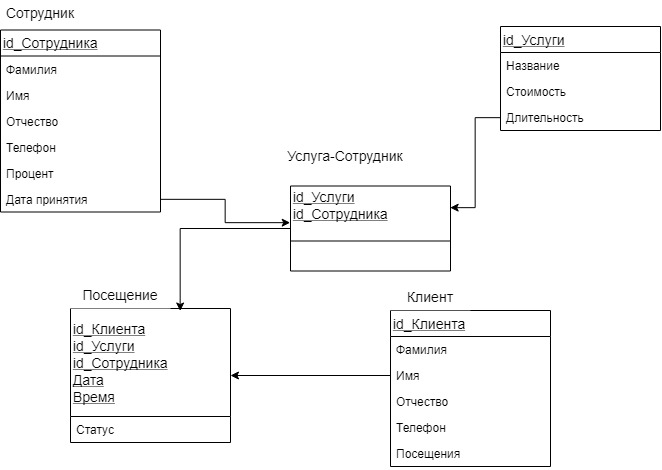 Сотрудник
id_Сотрудника
Фамилия
Имя
Отчество
Телефон
Процент
Дата принятия
id_Услуги
Название
Стоимость
Длительность
Услуга-Сотрудник
id_Услуги
id_Сотрудника
Посещение
id_Клиента
id_Услуги
id_Сотрудника
Дата
Время
Статус
Клиент
id_Клиента
Фамилия
Имя
Отчество
Телефон
Посещения